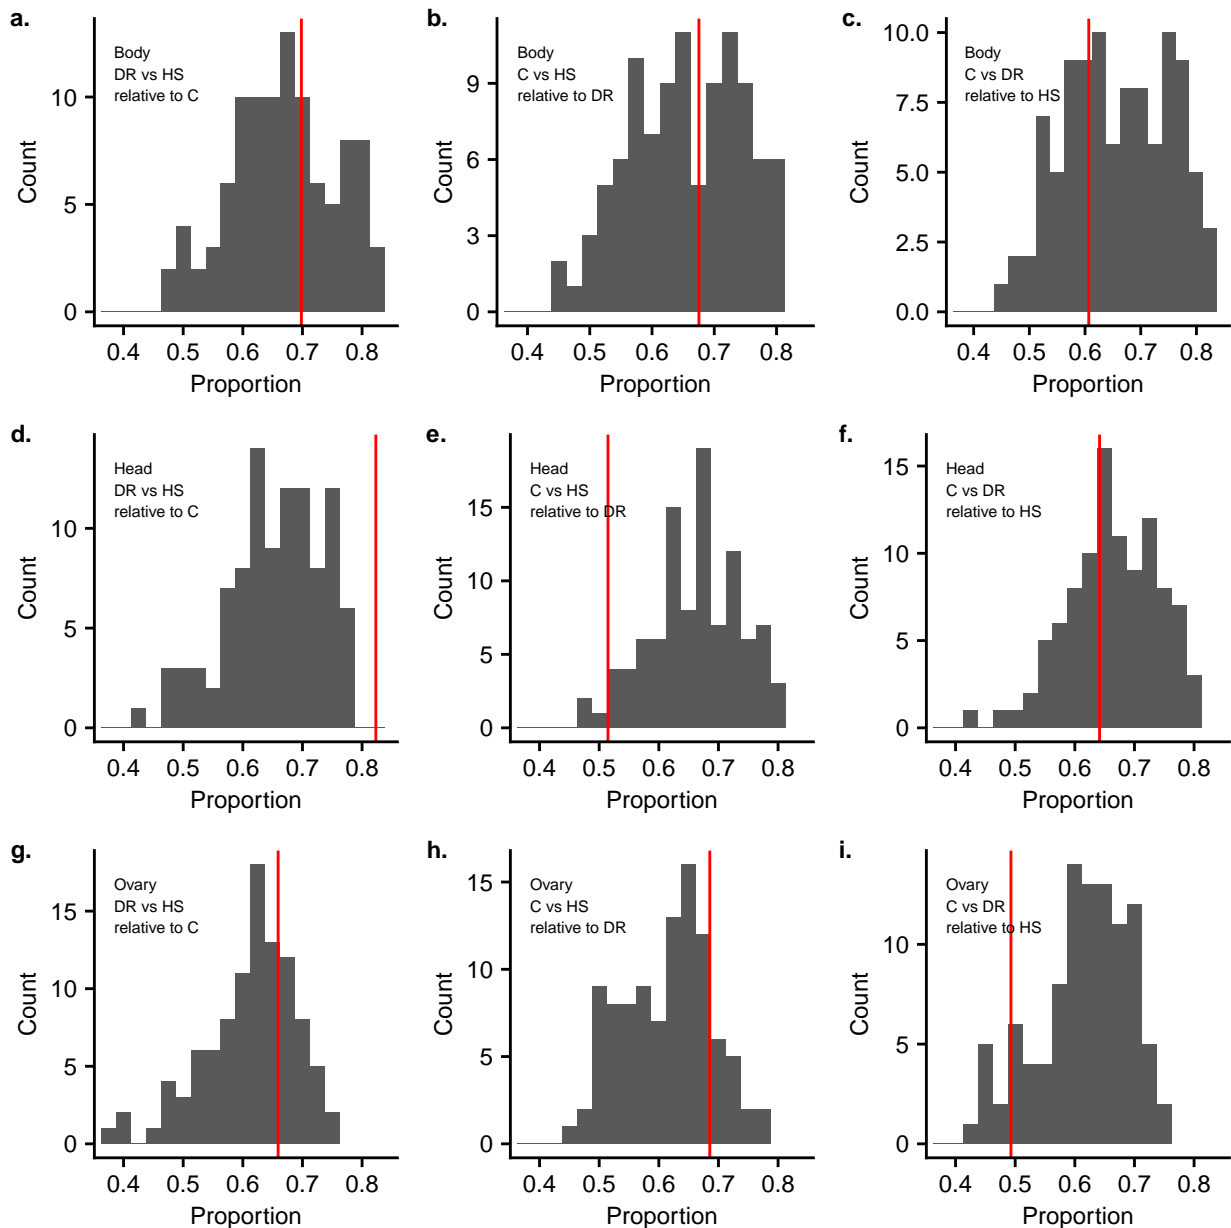 a.
Body
DR vs HS
relative to C
Count
10
5
0
0.4 0.5 0.6 0.7 0.8
Proportion
b.
Body
C vs HS
relative to DR
Count
9
6
3
0
0.4 0.5 0.6 0.7 0.8
Proportion
c.
Body
C vs DR
relative to HS
Count
10.0
7.5
5.0
2.5
0.0
0.4 0.5 0.6 0.7 0.8
Proportion
d.
Head
DR vs HS
relative to C
Count
10
5
0
0.4 0.5 0.6 0.7 0.8
Proportion
e.
Head
C vs HS
relative to DR
Count
15
10
5
0
0.4 0.5 0.6 0.7 0.8
Proportion
f.
Head
C vs DR
relative to HS
Count
15
10
5
0
0.4 0.5 0.6 0.7 0.8
Proportion
g.
Ovary
DR vs HS
relative to C
Count
15
10
5
0
0.4 0.5 0.6 0.7 0.8
Proportion
h.
Ovary
C vs HS
relative to DR
Count
15
10
5
0
0.4 0.5 0.6 0.7 0.8
Proportion
i.
Ovary
C vs DR
relative to HS
Count
10
5
0
0.4 0.5 0.6 0.7 0.8
Proportion